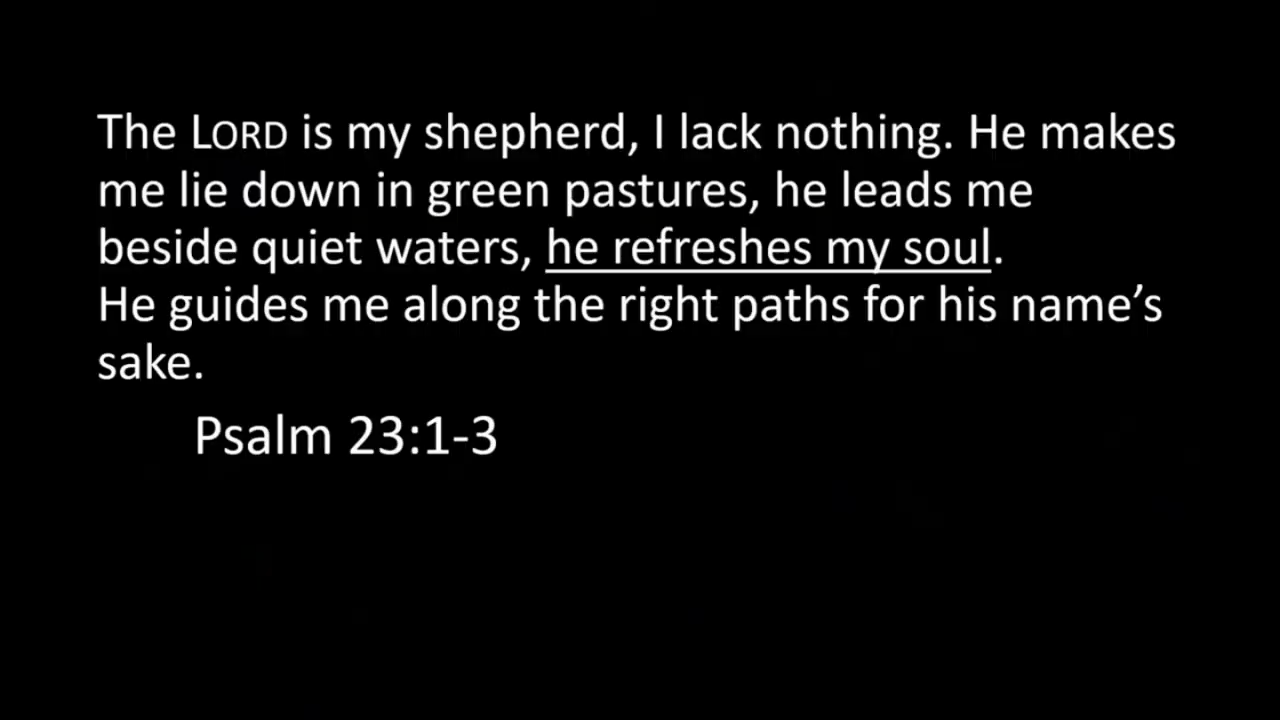 The LORD is my shepherd, I lack nothing. He makes
me lie down in green pastures, he leads me
beside quiet waters, he refreshes my soul.
He guides me along the right paths for his name’s
sake.
Psalm 23:1-3